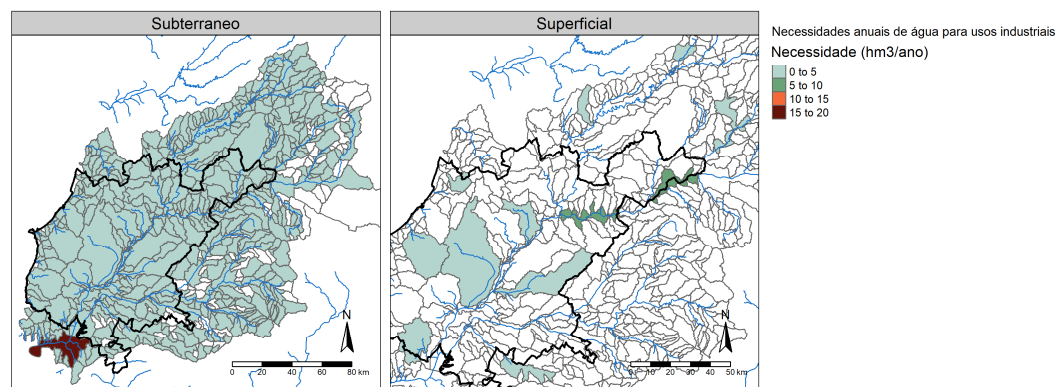 Subterraneo
Superficial
Necessidades anuais de água para usos industriais
Necessidade (hm3/ano)
0 to 5
5 to 10
10 to 15
15 to 20
N
0 20 40 60 80 km
N
0 10 20 30 40 50 km